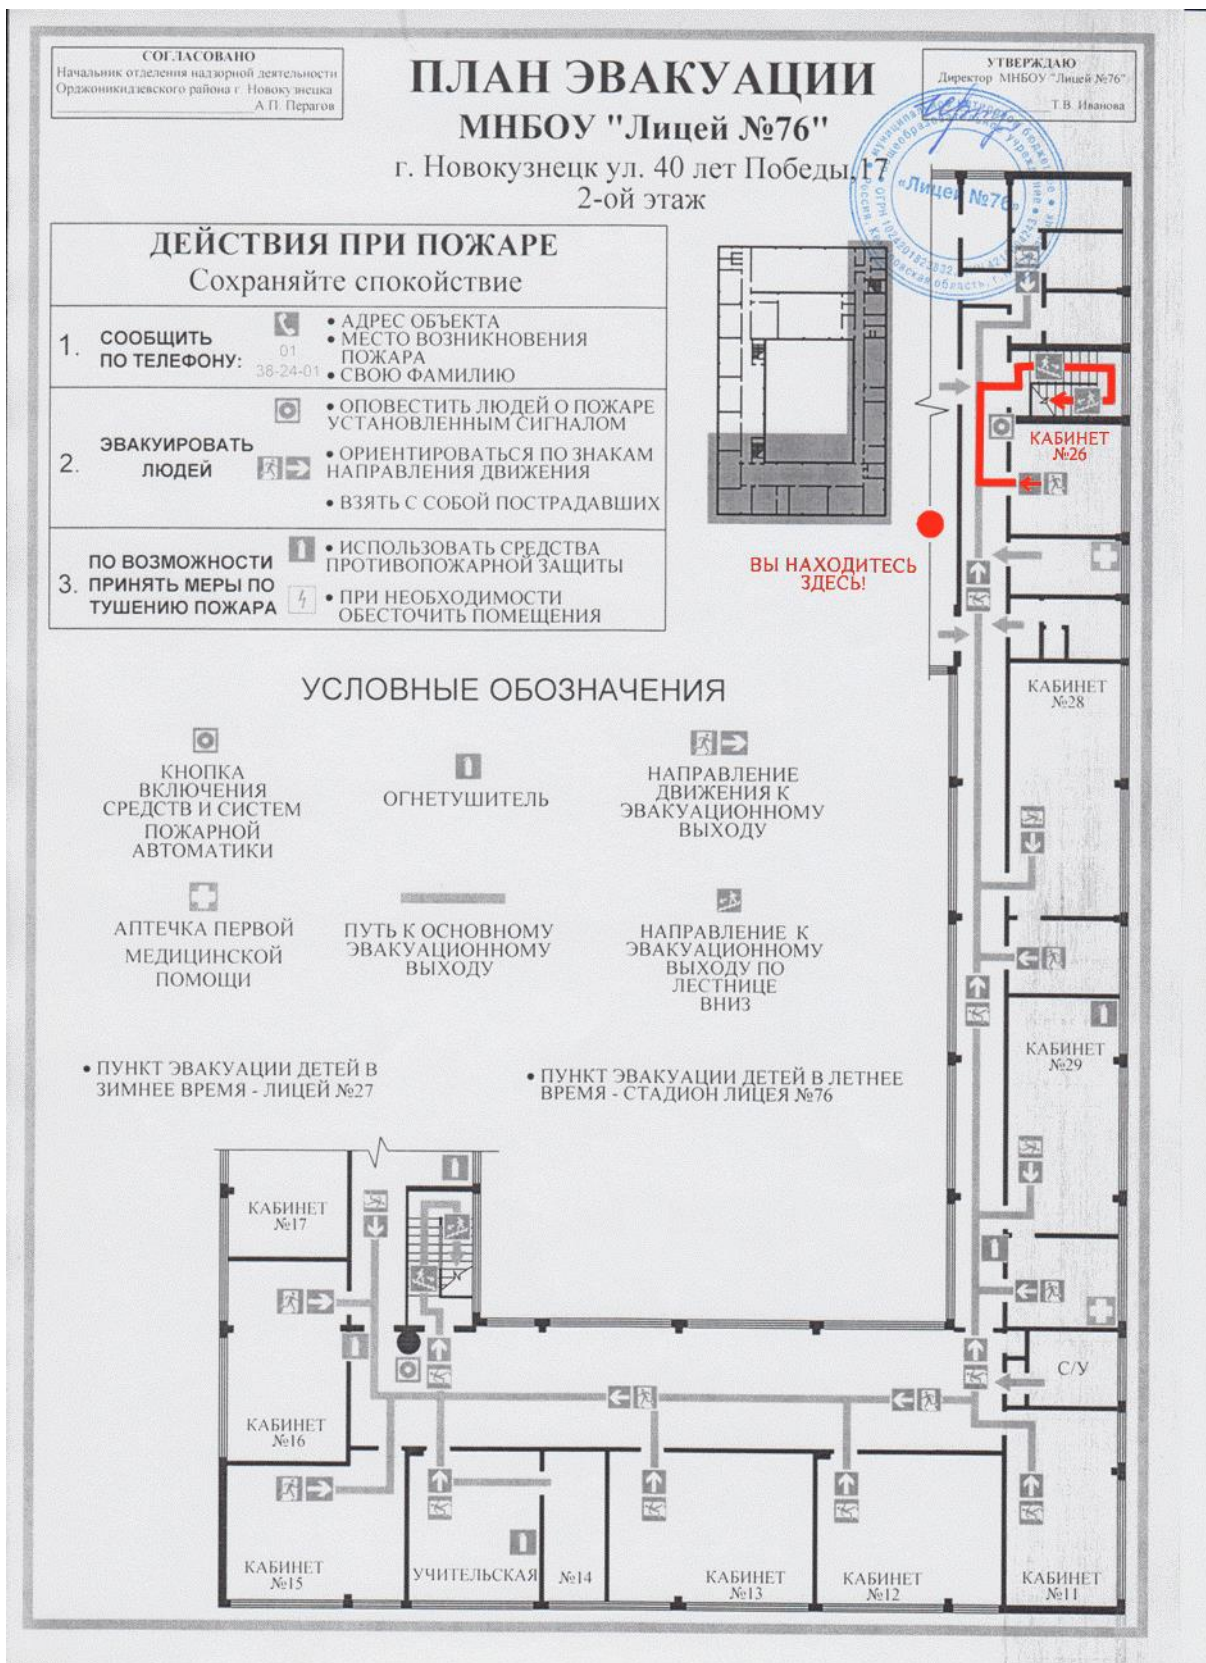 СОГЛАСОВАНО
Начальник отделения надзорной деятельности
Орджоникидзевского района г. Новокузнецка
А.П. Перагов
ПЛАН ЭВАКУАЦИИ
МНБОУ "Лицей №76"
г. Новокузнецк ул. 40 лет Победы,17
2-ой этаж
УТВЕРЖДАЮ
Директор МНБОУ "Лицей №76"
Т.В. Иванова
«Лицей №76»
ДЕЙСТВИЯ ПРИ ПОЖАРЕ
Сохраняйте спокойствие
1. СООБЩИТЬ
ПО ТЕЛЕФОНУ:
01
38-24-01
• АДРЕС ОБЪЕКТА
• МЕСТО ВОЗНИКНОВЕНИЯ
ПОЖАРА
• СВОЮ ФАМИЛИЮ
2. ЭВАКУИРОВАТЬ
ЛЮДЕЙ
• ОПОВЕСТИТЬ ЛЮДЕЙ О ПОЖАРЕ
УСТАНОВЛЕННЫМ СИГНАЛОМ
• ОРИЕНТИРОВАТЬСЯ ПО ЗНАКАМ
НАПРАВЛЕНИЯ ДВИЖЕНИЯ
• ВЗЯТЬ С СОБОЙ ПОСТРАДАВШИХ
3. ПО ВОЗМОЖНОСТИ
ПРИНЯТЬ МЕРЫ ПО
ТУШЕНИЮ ПОЖАРА
• ИСПОЛЬЗОВАТЬ СРЕДСТВА
ПРОТИВОПОЖАРНОЙ ЗАЩИТЫ
• ПРИ НЕОБХОДИМОСТИ
ОБЕСТОЧИТЬ ПОМЕЩЕНИЯ
КАБИНЕТ
№26
ВЫ НАХОДИТЕСЬ
ЗДЕСЬ!
УСЛОВНЫЕ ОБОЗНАЧЕНИЯ
КНОПКА
ВКЛЮЧЕНИЯ
СРЕДСТВ И СИСТЕМ
ПОЖАРНОЙ
АВТОМАТИКИ
ОГНЕТУШИТЕЛЬ
НАПРАВЛЕНИЕ
ДВИЖЕНИЯ К
ЭВАКУАЦИОННОМУ
ВЫХОДУ
АПТЕЧКА ПЕРВОЙ
МЕДИЦИНСКОЙ
ПОМОЩИ
ПУТЬ К ОСНОВНОМУ
ЭВАКУАЦИОННОМУ
ВЫХОДУ
НАПРАВЛЕНИЕ К
ЭВАКУАЦИОННОМУ
ВЫХОДУ ПО
ЛЕСТНИЦЕ
ВНИЗ
• ПУНКТ ЭВАКУАЦИИ ДЕТЕЙ В
ЗИМНЕЕ ВРЕМЯ - ЛИЦЕЙ №27
• ПУНКТ ЭВАКУАЦИИ ДЕТЕЙ В ЛЕТНЕЕ
ВРЕМЯ - СТАДИОН ЛИЦЕЯ №76
КАБИНЕТ
№28
КАБИНЕТ
№29
КАБИНЕТ
№17
С/У
КАБИНЕТ
№16
КАБИНЕТ
№15
УЧИТЕЛЬСКАЯ
№14
КАБИНЕТ
№13
КАБИНЕТ
№12
КАБИНЕТ
№11